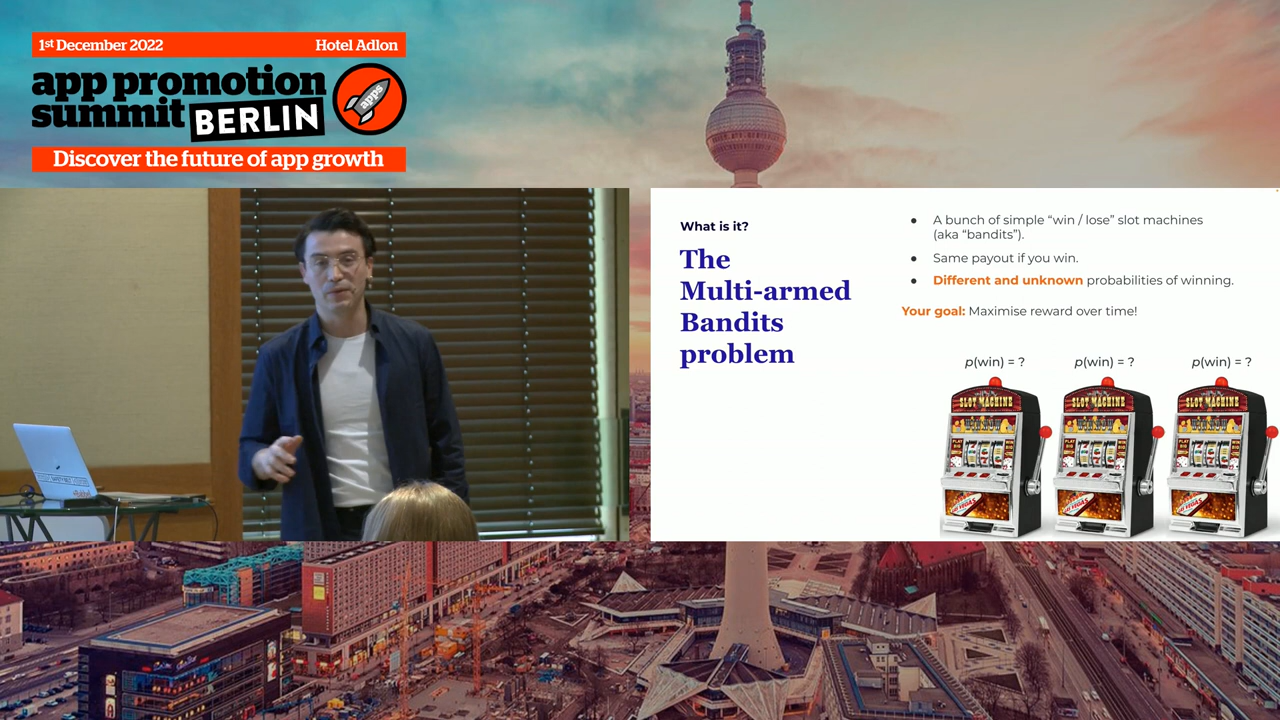 1st December 2022 Hotel Adlon
app promotion
summit BERLIN
apps
Discover the future of app growth
What is it?
The
Multi-armed
Bandits
problem
● A bunch of simple “win / lose” slot machines
(aka “bandits”).
● Same payout if you win.
● Different and unknown probabilities of winning.
Your goal: Maximise reward over time!
p(win) = ? p(win) = ? p(win) = ?
SLOT MACHINE SLOT MACHINE SLOT MACHINE